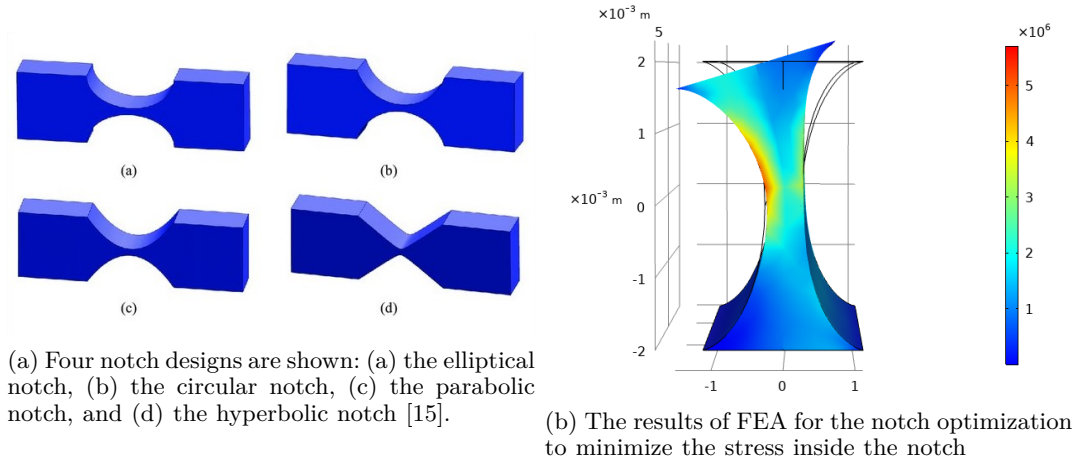 (a)
(b)
(c)
(d)
(a) Four notch designs are shown: (a) the elliptical
notch, (b) the circular notch, (c) the parabolic
notch, and (d) the hyperbolic notch [15].
×10⁻³ m
5
2
1
×10⁻³ m
0
-1
-2
-1
0
1
×10⁶
5
4
3
2
1
(b) The results of FEA for the notch optimization
to minimize the stress inside the notch